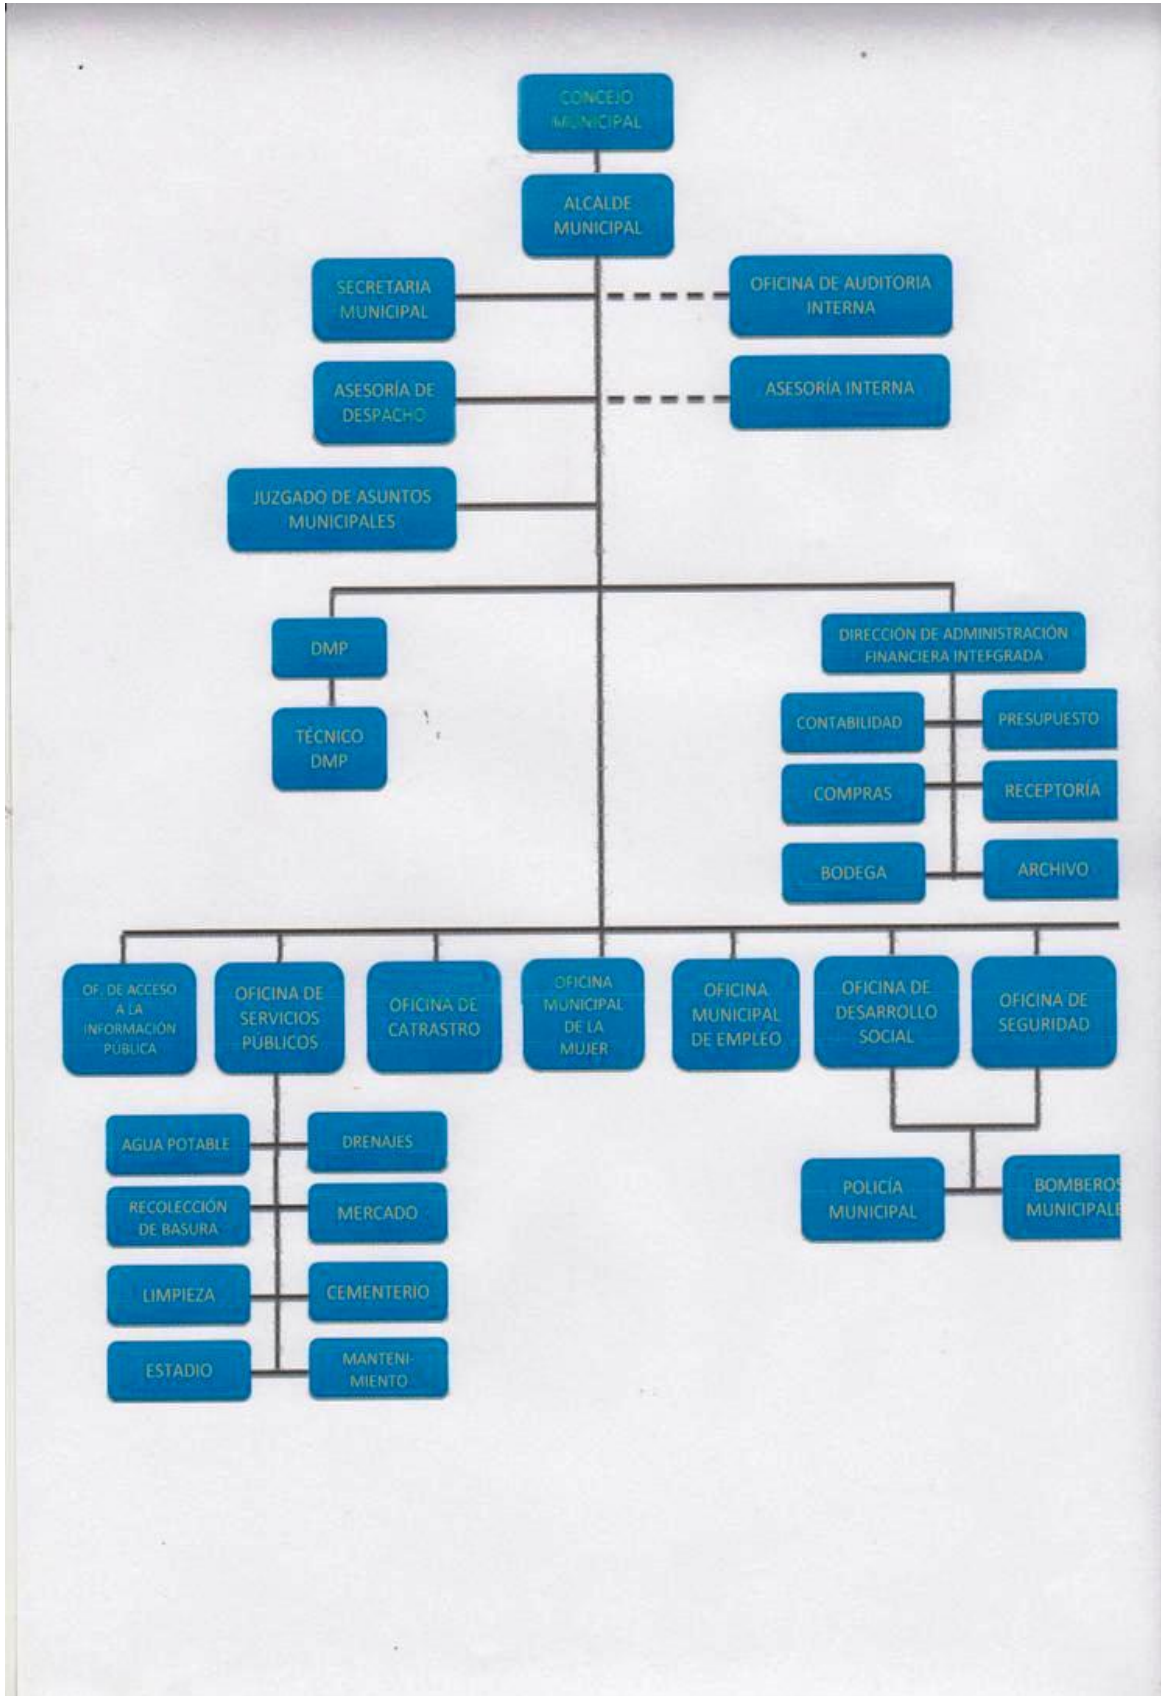 CONCEJO
MUNICIPAL
ALCALDE
MUNICIPAL
SECRETARIA
MUNICIPAL
OFICINA DE AUDITORIA
INTERNA
ASESORÍA DE
DESPACHO
ASESORÍA INTERNA
JUZGADO DE ASUNTOS
MUNICIPALES
DMP
TÉCNICO
DMP
DIRECCIÓN DE ADMINISTRACIÓN
FINANCIERA INTEFGRADA
CONTABILIDAD
PRESUPUESTO
COMPRAS
RECEPTORÍA
BODEGA
ARCHIVO
OF. DE ACCESO
A LA
INFORMACIÓN
PÚBLICA
OFICINA DE
SERVICIOS
PÚBLICOS
OFICINA DE
CATRASTRO
OFICINA
MUNICIPAL
DE LA
MUJER
OFICINA
MUNICIPAL
DE EMPLEO
OFICINA DE
DESARROLLO
SOCIAL
OFICINA DE
SEGURIDAD
AGUA POTABLE
DRENAJES
RECOLECCIÓN
DE BASURA
MERCADO
LIMPIEZA
CEMENTERIO
ESTADIO
MANTENI-
MIENTO
POLICÍA
MUNICIPAL
BOMBEROS
MUNICIPALE